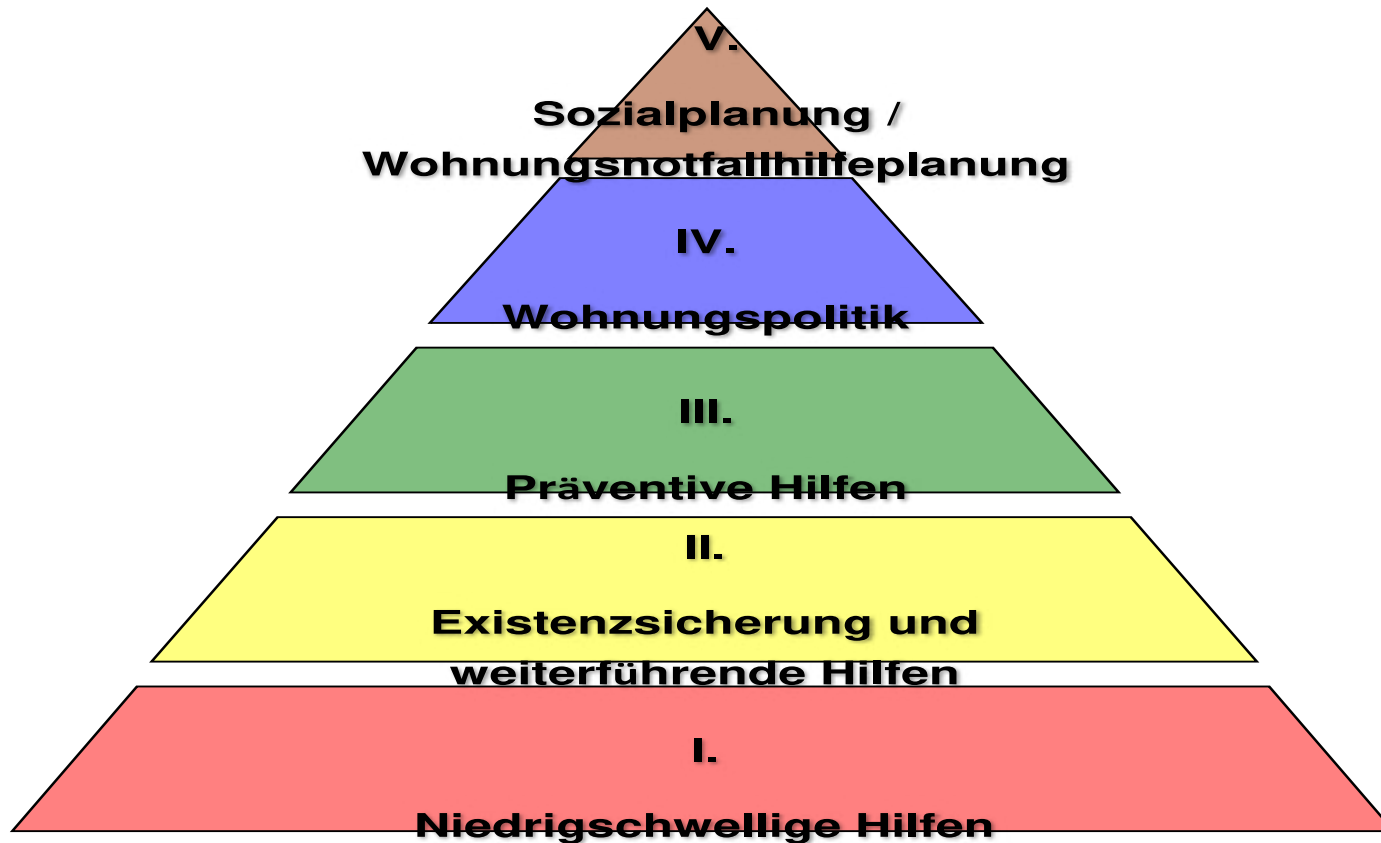 V.
Sozialplanung /
Wohnungsnotfallhilfeplanung
IV.
Wohnungspolitik
III.
Präventive Hilfen
II.
Existenzsicherung und
weiterführende Hilfen
I.
Niedrigschwellige Hilfen